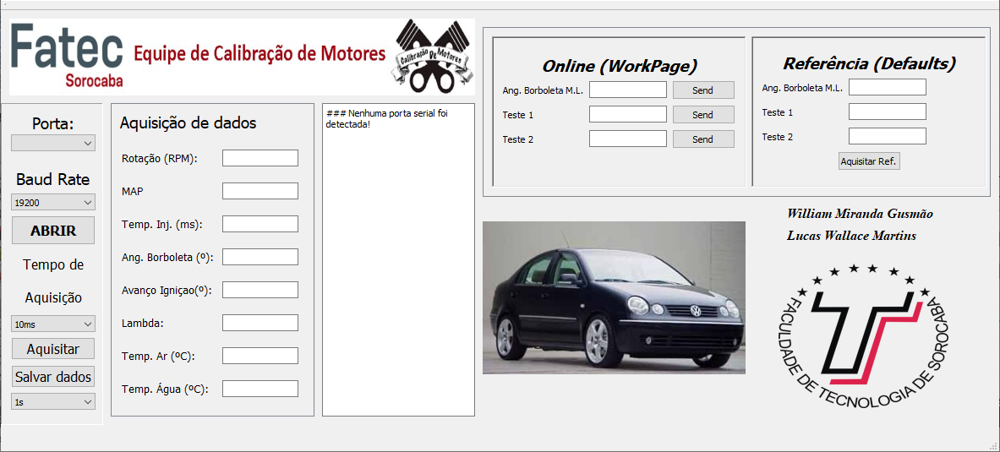 Fatec
Sorocaba
Equipe de Calibração de Motores
Calibração De Motores
Porta:
Baud Rate
19200
ABRIR
Tempo de
Aquisição
10ms
Aquisitar
Salvar dados
1s
Aquisição de dados
Rotação (RPM):
MAP
Temp. Inj. (ms):
Ang. Borboleta (º):
Avanço Igniçao(º):
Lambda:
Temp. Ar (ºC):
Temp. Água (ºC):
### Nenhuma porta serial foi
detectada!
Online (WorkPage)
Ang. Borboleta M.L. Send
Teste 1 Send
Teste 2 Send
Referência (Defaults)
Ang. Borboleta M.L.
Teste 1
Teste 2
Aquisitar Ref.
William Miranda Gusmão
Lucas Wallace Martins
FACULDADE DE TECNOLOGIA DE SOROCABA